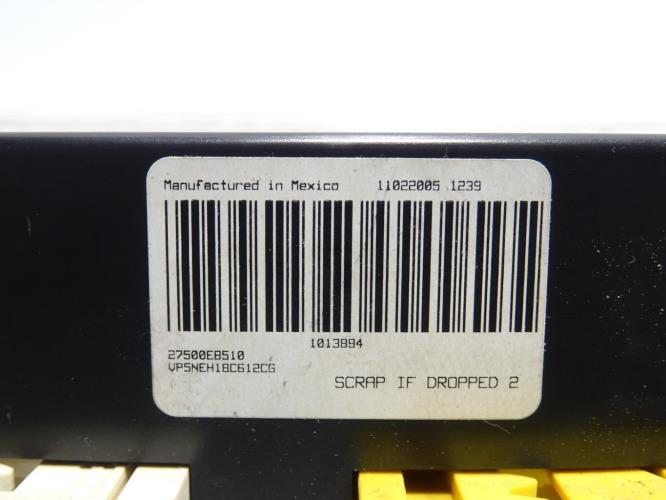 Manufactured in Mexico 11022005 1239
1013894
27500EB510
VP5NEH18C612CG
SCRAP IF DROPPED 2